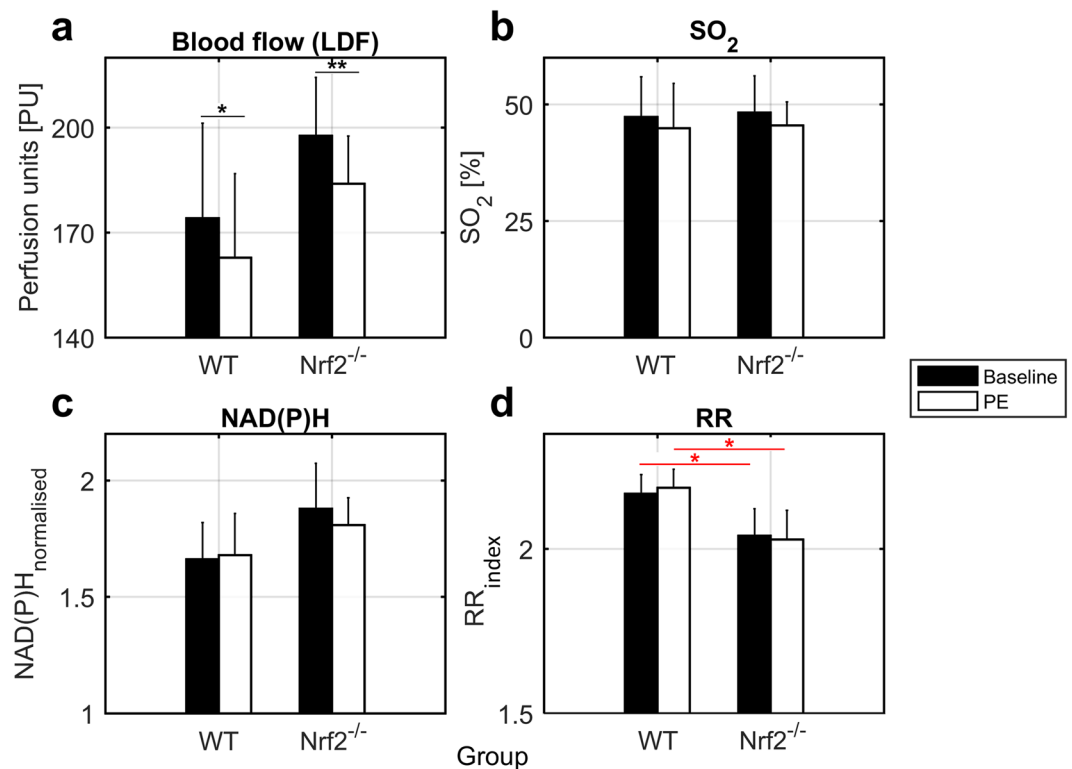 a
Blood flow (LDF)
Perfusion units [PU]
200
170
140
*
**
WT
Nrf2-/-
b
SO2
SO2 [%]
50
25
0
WT
Nrf2-/-
c
NAD(P)H
NAD(P)Hnormalised
2
1.5
1
WT
Nrf2-/-
d
RR
RRindex
2
1.5
*
*
WT
Nrf2-/-
Group
Baseline
PE